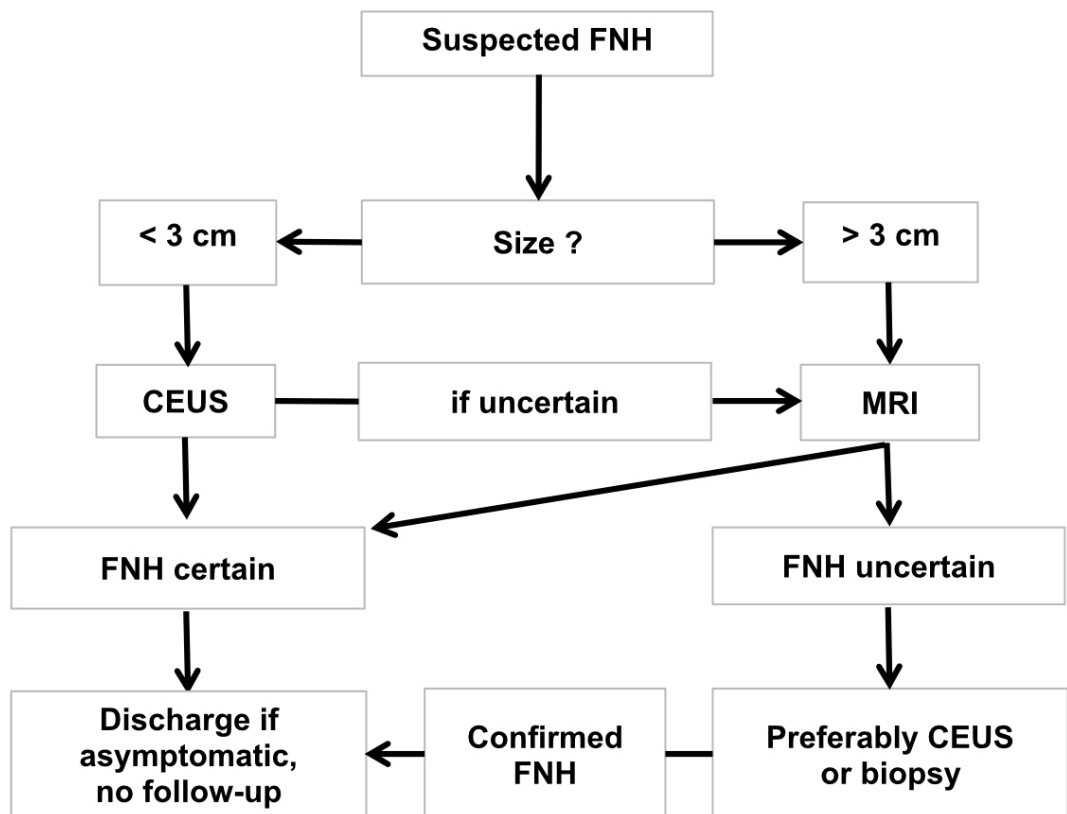 Suspected FNH
< 3 cm
Size ?
> 3 cm
CEUS
if uncertain
MRI
FNH certain
FNH uncertain
Discharge if
asymptomatic,
no follow-up
Confirmed
FNH
Preferably CEUS
or biopsy